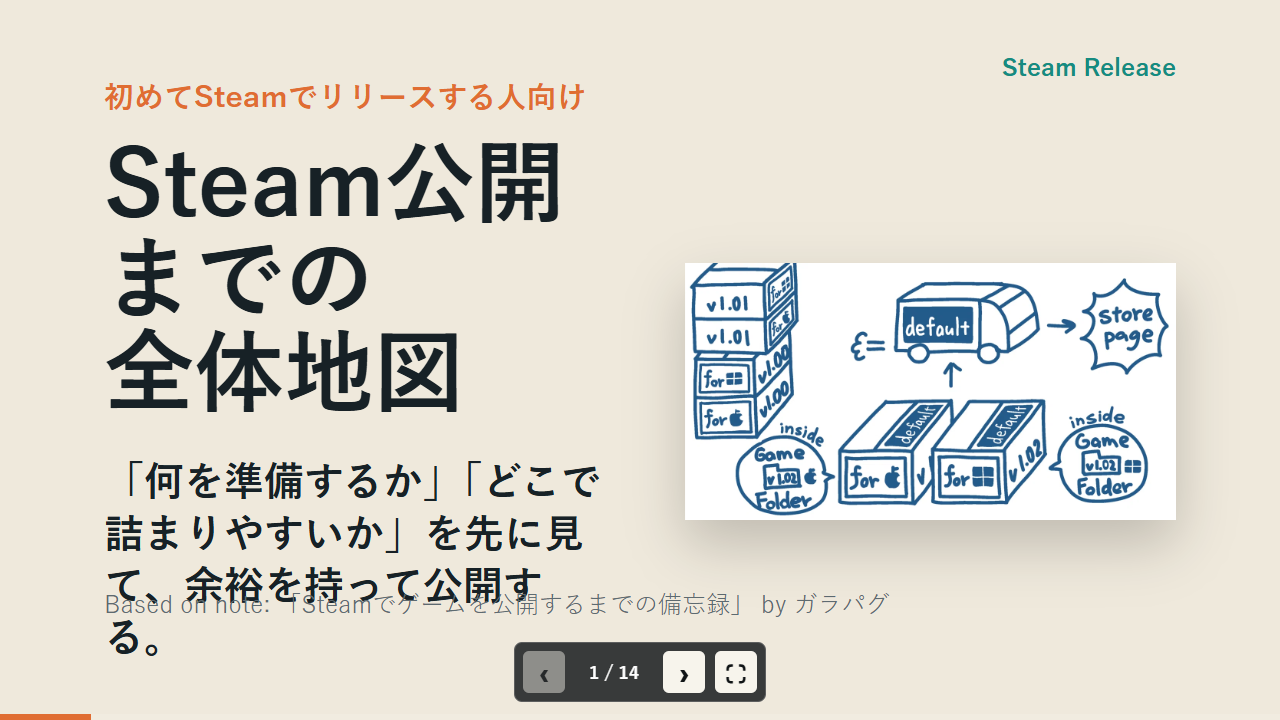 Steam Release
初めてSteamでリリースする人向け
Steam公開
までの
全体地図
「何を準備するか」「どこで
詰まりやすいか」を先に見
て、余裕を持って公開す
る。
Based on note: 「Steamでゲームを公開するまでの備忘録」 by ガラパグ
v1.01
for
v1.01
for
for
v1.00
for
v1.00
default
store
page
inside
Game
v1.02
Folder
default
for
v
default
for
v1.02
inside
Game
v1.02
Folder
‹ 1 / 14 ›